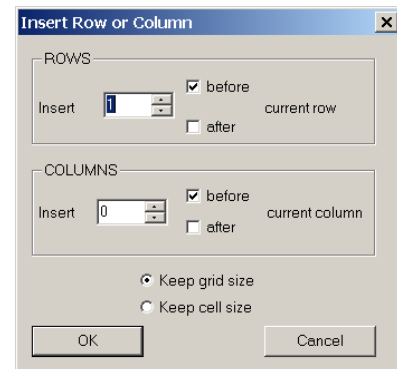 Insert Row or Column
ROWS
before
Insert 1 current row
after
COLUMNS
before
Insert 0 current column
after
Keep grid size
Keep cell size
OK Cancel